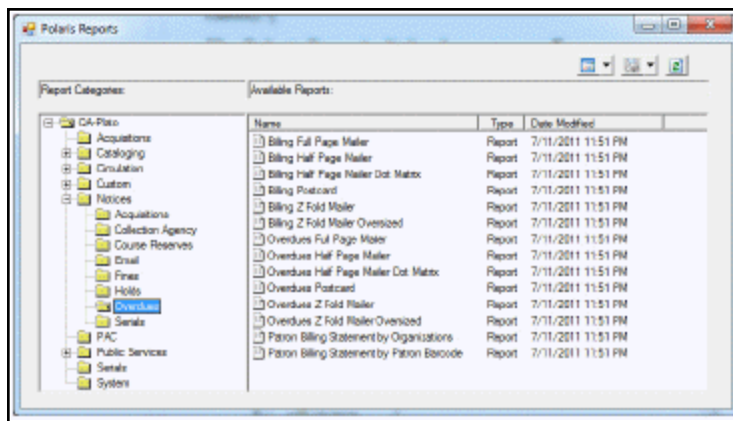 Polaris Reports
Report Categories:
Available Reports:
QA-Plato
Acquisitions
Cataloging
Circulation
Custom
Notices
Acquisitions
Collection Agency
Course Reserves
Email
Fines
Holds
Overdues
Serials
PAC
Public Services
Serials
System
Name Type Date Modified
Billing Full Page Mailer Report 7/11/2011 11:51 PM
Billing Half Page Mailer Report 7/11/2011 11:51 PM
Billing Half Page Mailer Dot Matrix Report 7/11/2011 11:51 PM
Billing Postcard Report 7/11/2011 11:51 PM
Billing Z Fold Mailer Report 7/11/2011 11:51 PM
Billing Z Fold Mailer Oversized Report 7/11/2011 11:51 PM
Overdues Full Page Mailer Report 7/11/2011 11:51 PM
Overdues Half Page Mailer Report 7/11/2011 11:51 PM
Overdues Half Page Mailer Dot Matrix Report 7/11/2011 11:51 PM
Overdues Postcard Report 7/11/2011 11:51 PM
Overdues Z Fold Mailer Report 7/11/2011 11:51 PM
Overdues Z Fold Mailer Oversized Report 7/11/2011 11:51 PM
Patron Billing Statement by Organizations Report 7/11/2011 11:51 PM
Patron Billing Statement by Patron Barcode Report 7/11/2011 11:51 PM